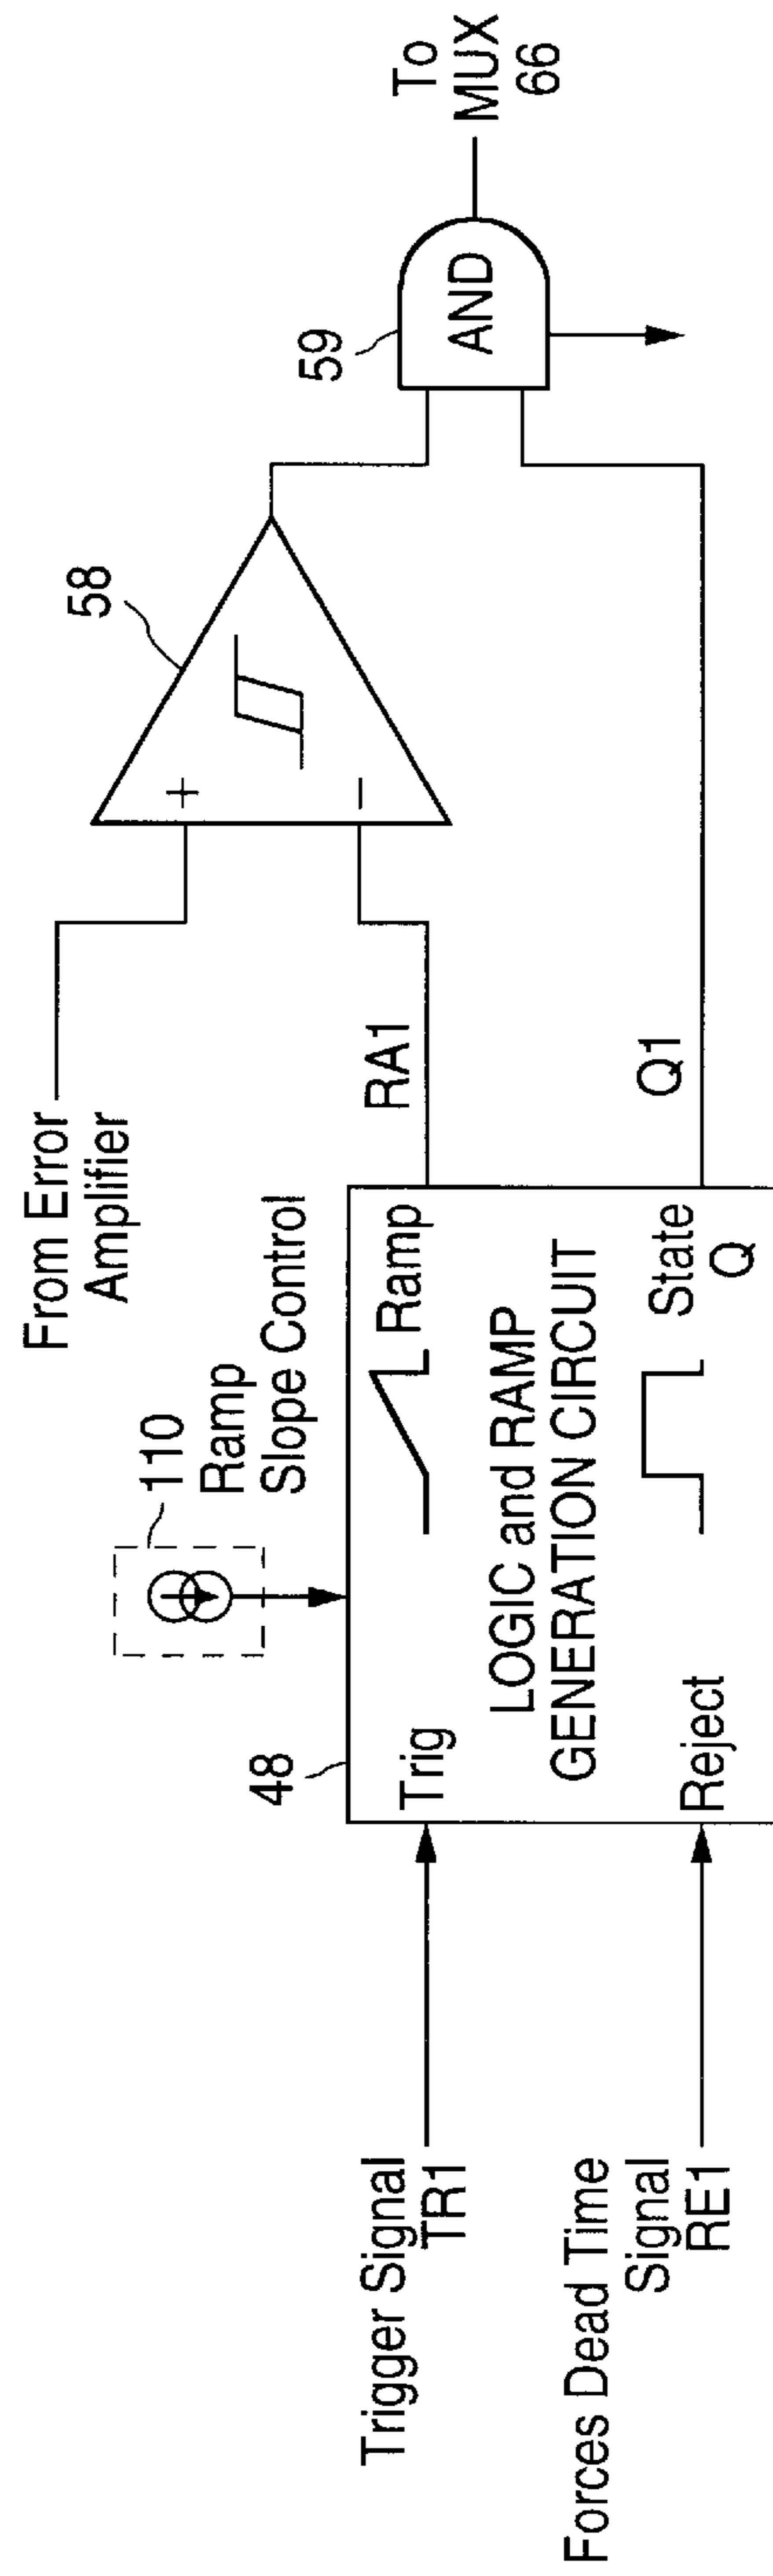 From Error
Amplifier
110
Ramp
Slope Control
58
+
−
59
AND
To
MUX
66
48
Trig
Ramp
RA1
LOGIC and RAMP
GENERATION CIRCUIT
Reject
State
Q
Q1
Trigger Signal
TR1
Forces Dead Time
Signal
RE1